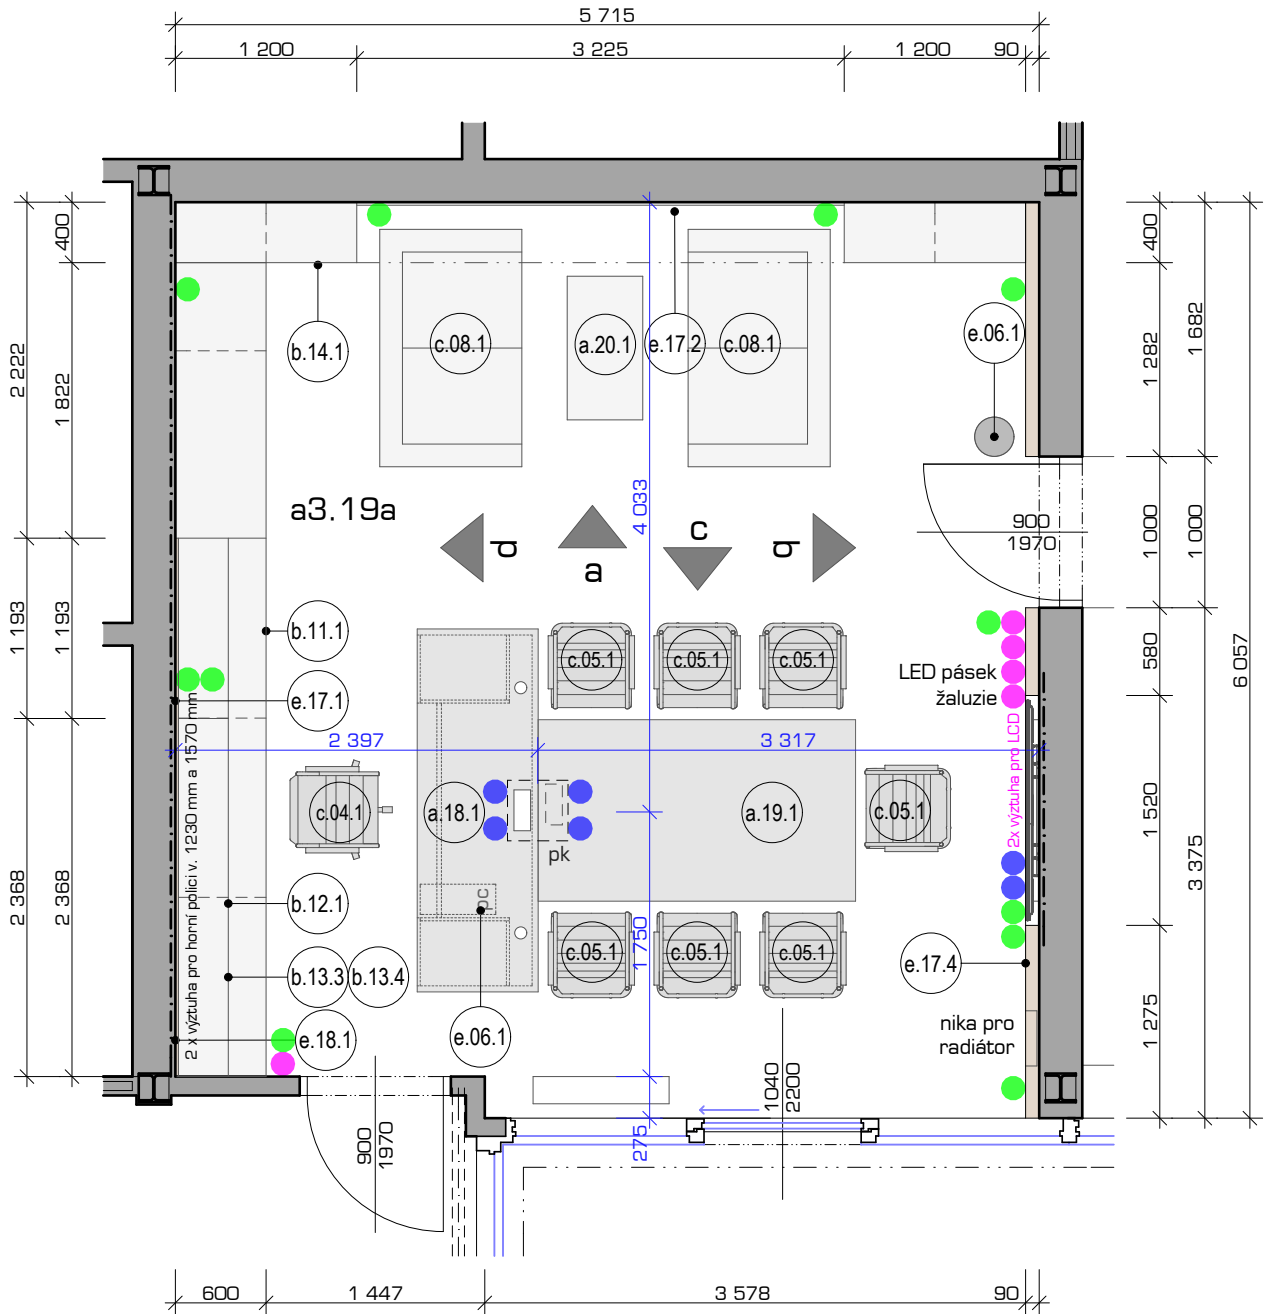 5 715
1 200
3 225
1 200
90
400
2 222
1 822
1 193
1 193
2 368
2 368
400
1 282
1 682
1 000
1 000
580
1 520
3 375
1 275
6 057
b.14.1
c.08.1
a.20.1
e.17.2
c.08.1
e.06.1
a3.19a
d
a
c
b
4 033
900
1970
b.11.1
e.17.1
c.05.1
c.05.1
c.05.1
LED pásek
žaluzie
2 397
3 317
2 x výztuha pro horní polici v. 1230 mm a 1570 mm
2x výztuha pro LCD
c.04.1
a.18.1
pk
a.19.1
c.05.1
pc
b.12.1
b.13.3
b.13.4
e.18.1
e.06.1
c.05.1
c.05.1
c.05.1
1 750
e.17.4
nika pro
radiátor
900
1970
275
1040
2200
600
1 447
3 578
90